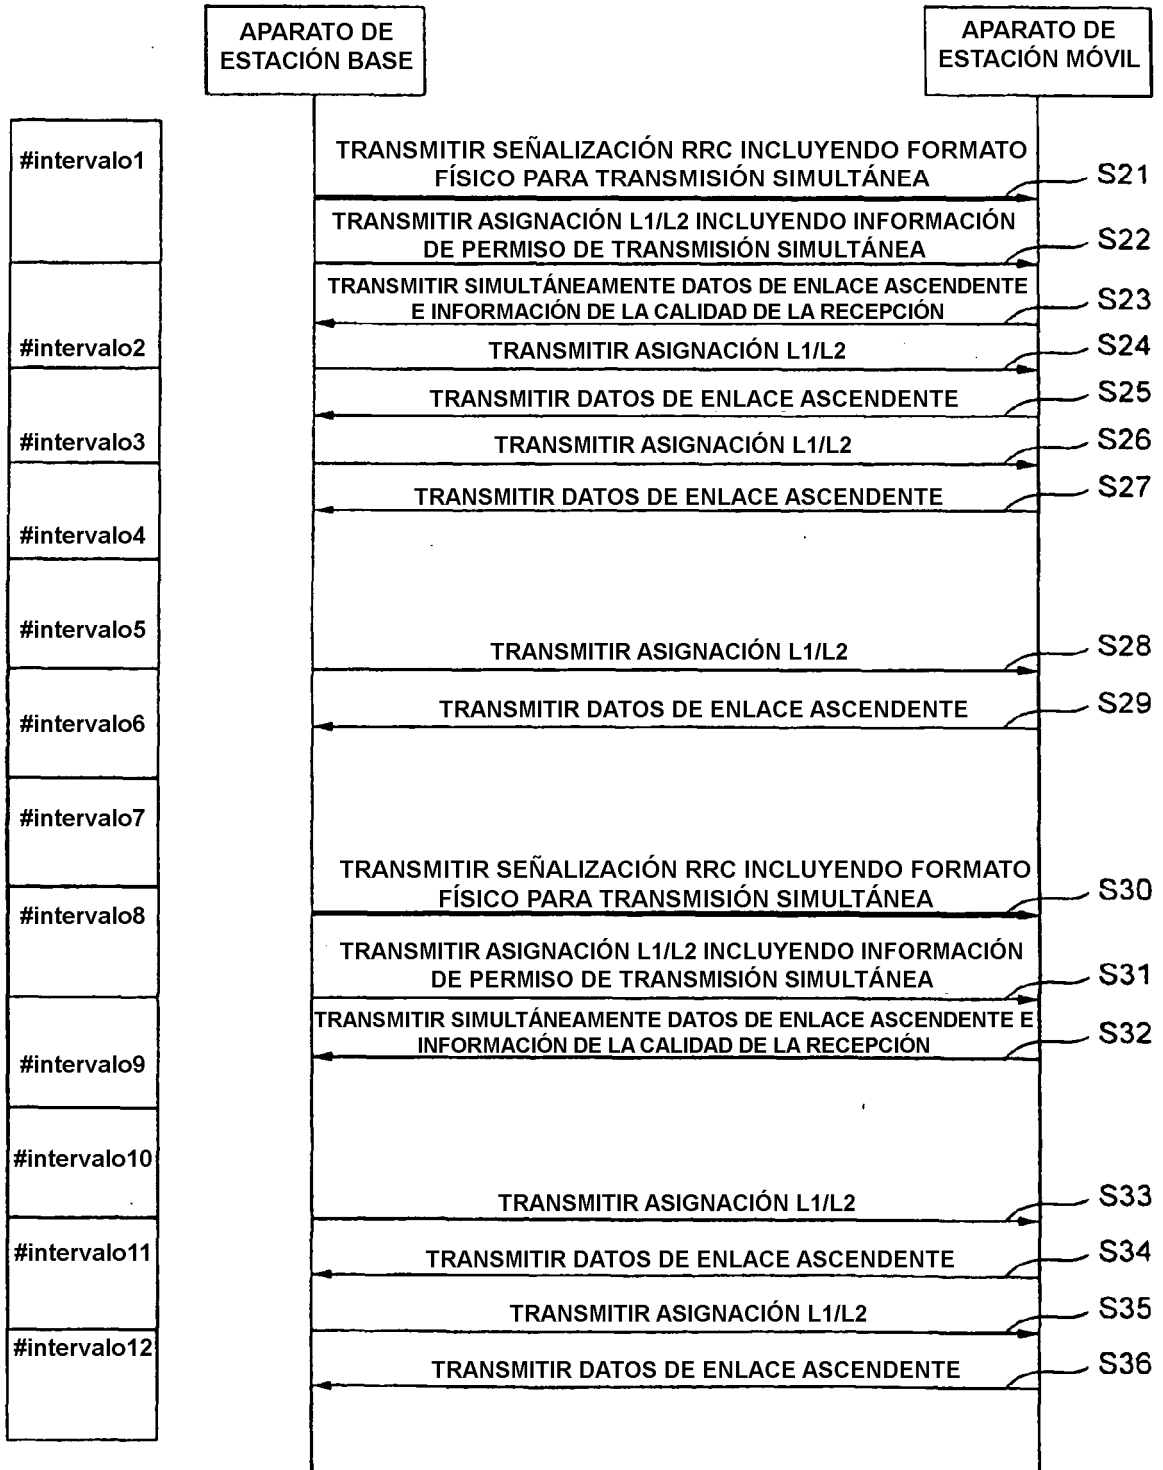 APARATO DE
ESTACIÓN BASE
APARATO DE
ESTACIÓN MÓVIL
#intervalo1
TRANSMITIR SEÑALIZACIÓN RRC INCLUYENDO FORMATO
FÍSICO PARA TRANSMISIÓN SIMULTÁNEA
S21
TRANSMITIR ASIGNACIÓN L1/L2 INCLUYENDO INFORMACIÓN
DE PERMISO DE TRANSMISIÓN SIMULTÁNEA
S22
TRANSMITIR SIMULTÁNEAMENTE DATOS DE ENLACE ASCENDENTE
E INFORMACIÓN DE LA CALIDAD DE LA RECEPCIÓN
S23
#intervalo2
TRANSMITIR ASIGNACIÓN L1/L2
S24
TRANSMITIR DATOS DE ENLACE ASCENDENTE
S25
#intervalo3
TRANSMITIR ASIGNACIÓN L1/L2
S26
TRANSMITIR DATOS DE ENLACE ASCENDENTE
S27
#intervalo4
#intervalo5
TRANSMITIR ASIGNACIÓN L1/L2
S28
#intervalo6
TRANSMITIR DATOS DE ENLACE ASCENDENTE
S29
#intervalo7
TRANSMITIR SEÑALIZACIÓN RRC INCLUYENDO FORMATO
FÍSICO PARA TRANSMISIÓN SIMULTÁNEA
S30
#intervalo8
TRANSMITIR ASIGNACIÓN L1/L2 INCLUYENDO INFORMACIÓN
DE PERMISO DE TRANSMISIÓN SIMULTÁNEA
S31
TRANSMITIR SIMULTÁNEAMENTE DATOS DE ENLACE ASCENDENTE E
INFORMACIÓN DE LA CALIDAD DE LA RECEPCIÓN
S32
#intervalo9
#intervalo10
TRANSMITIR ASIGNACIÓN L1/L2
S33
#intervalo11
TRANSMITIR DATOS DE ENLACE ASCENDENTE
S34
TRANSMITIR ASIGNACIÓN L1/L2
S35
#intervalo12
TRANSMITIR DATOS DE ENLACE ASCENDENTE
S36